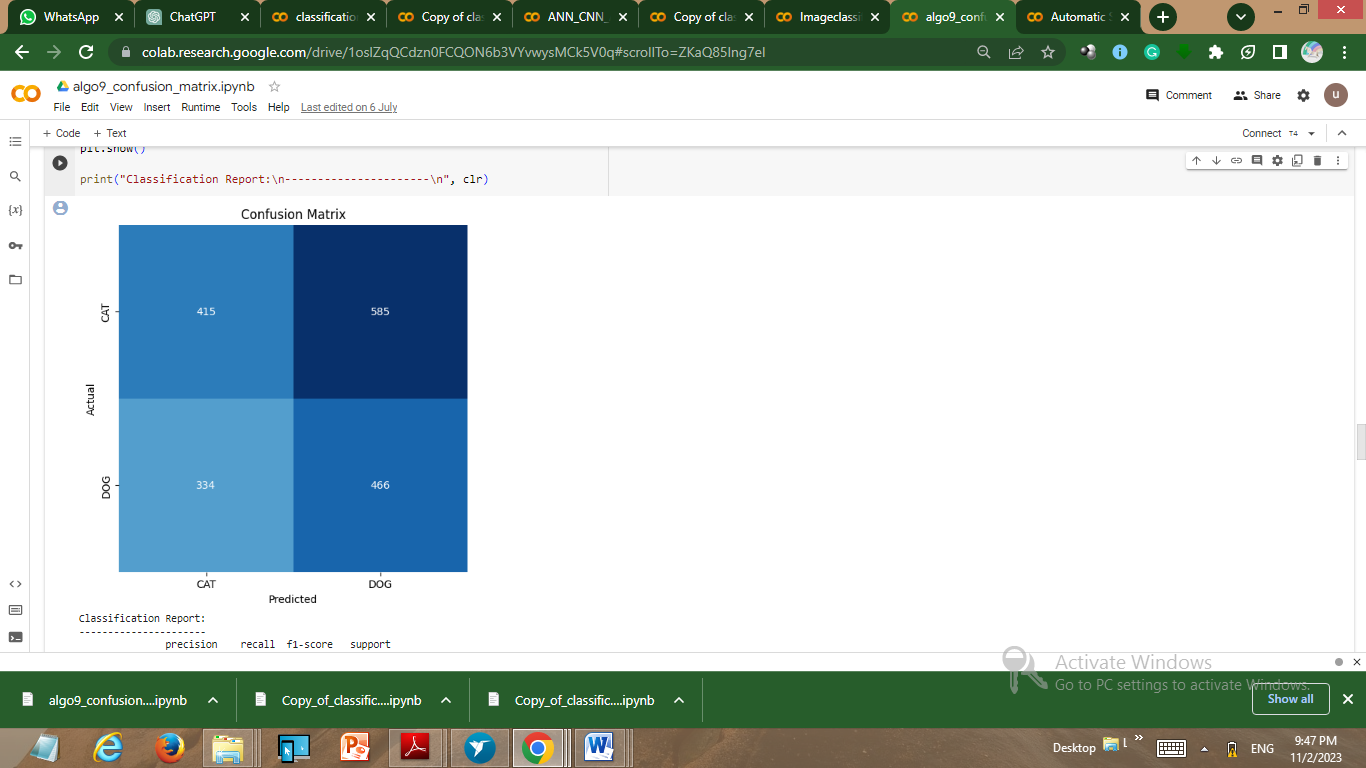 WhatsApp ChatGPT classification Copy of cla ANN_CNN_ Copy of cla Imageclassi algo9_conf Automatic S
colab.research.google.com/drive/1osIZqQCdzn0FCQON6b3VYvwysMCk5V0q#scrollTo=ZKaQ85Ing7eI
algo9_confusion_matrix.ipynb
File Edit View Insert Runtime Tools Help Last edited on 6 July
Comment Share u
+ Code + Text
Connect T4
plt.show()
print("Classification Report:\n----------------------\n", clr)
{x}
Confusion Matrix
CAT
415 585
Actual
DOG
334 466
CAT DOG
Predicted
Classification Report:
----------------------
precision recall f1-score support
Activate Windows
Go to PC settings to activate Windows.
algo9_confusion....ipynb Copy_of_classific....ipynb Copy_of_classific....ipynb Show all
Desktop L » ENG
9:47 PM
11/2/2023